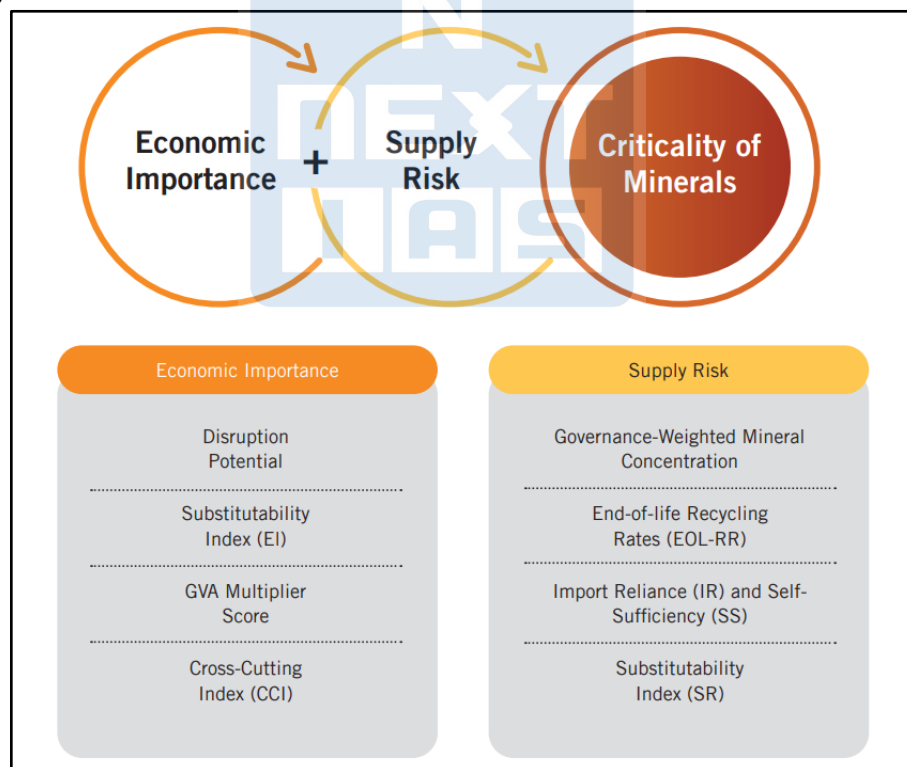 N
NEXT
IAS
Economic
Importance
+
Supply
Risk
Criticality of
Minerals
Economic Importance
Disruption
Potential
Substitutability
Index (EI)
GVA Multiplier
Score
Cross-Cutting
Index (CCI)
Supply Risk
Governance-Weighted Mineral
Concentration
End-of-life Recycling
Rates (EOL-RR)
Import Reliance (IR) and Self-
Sufficiency (SS)
Substitutability
Index (SR)